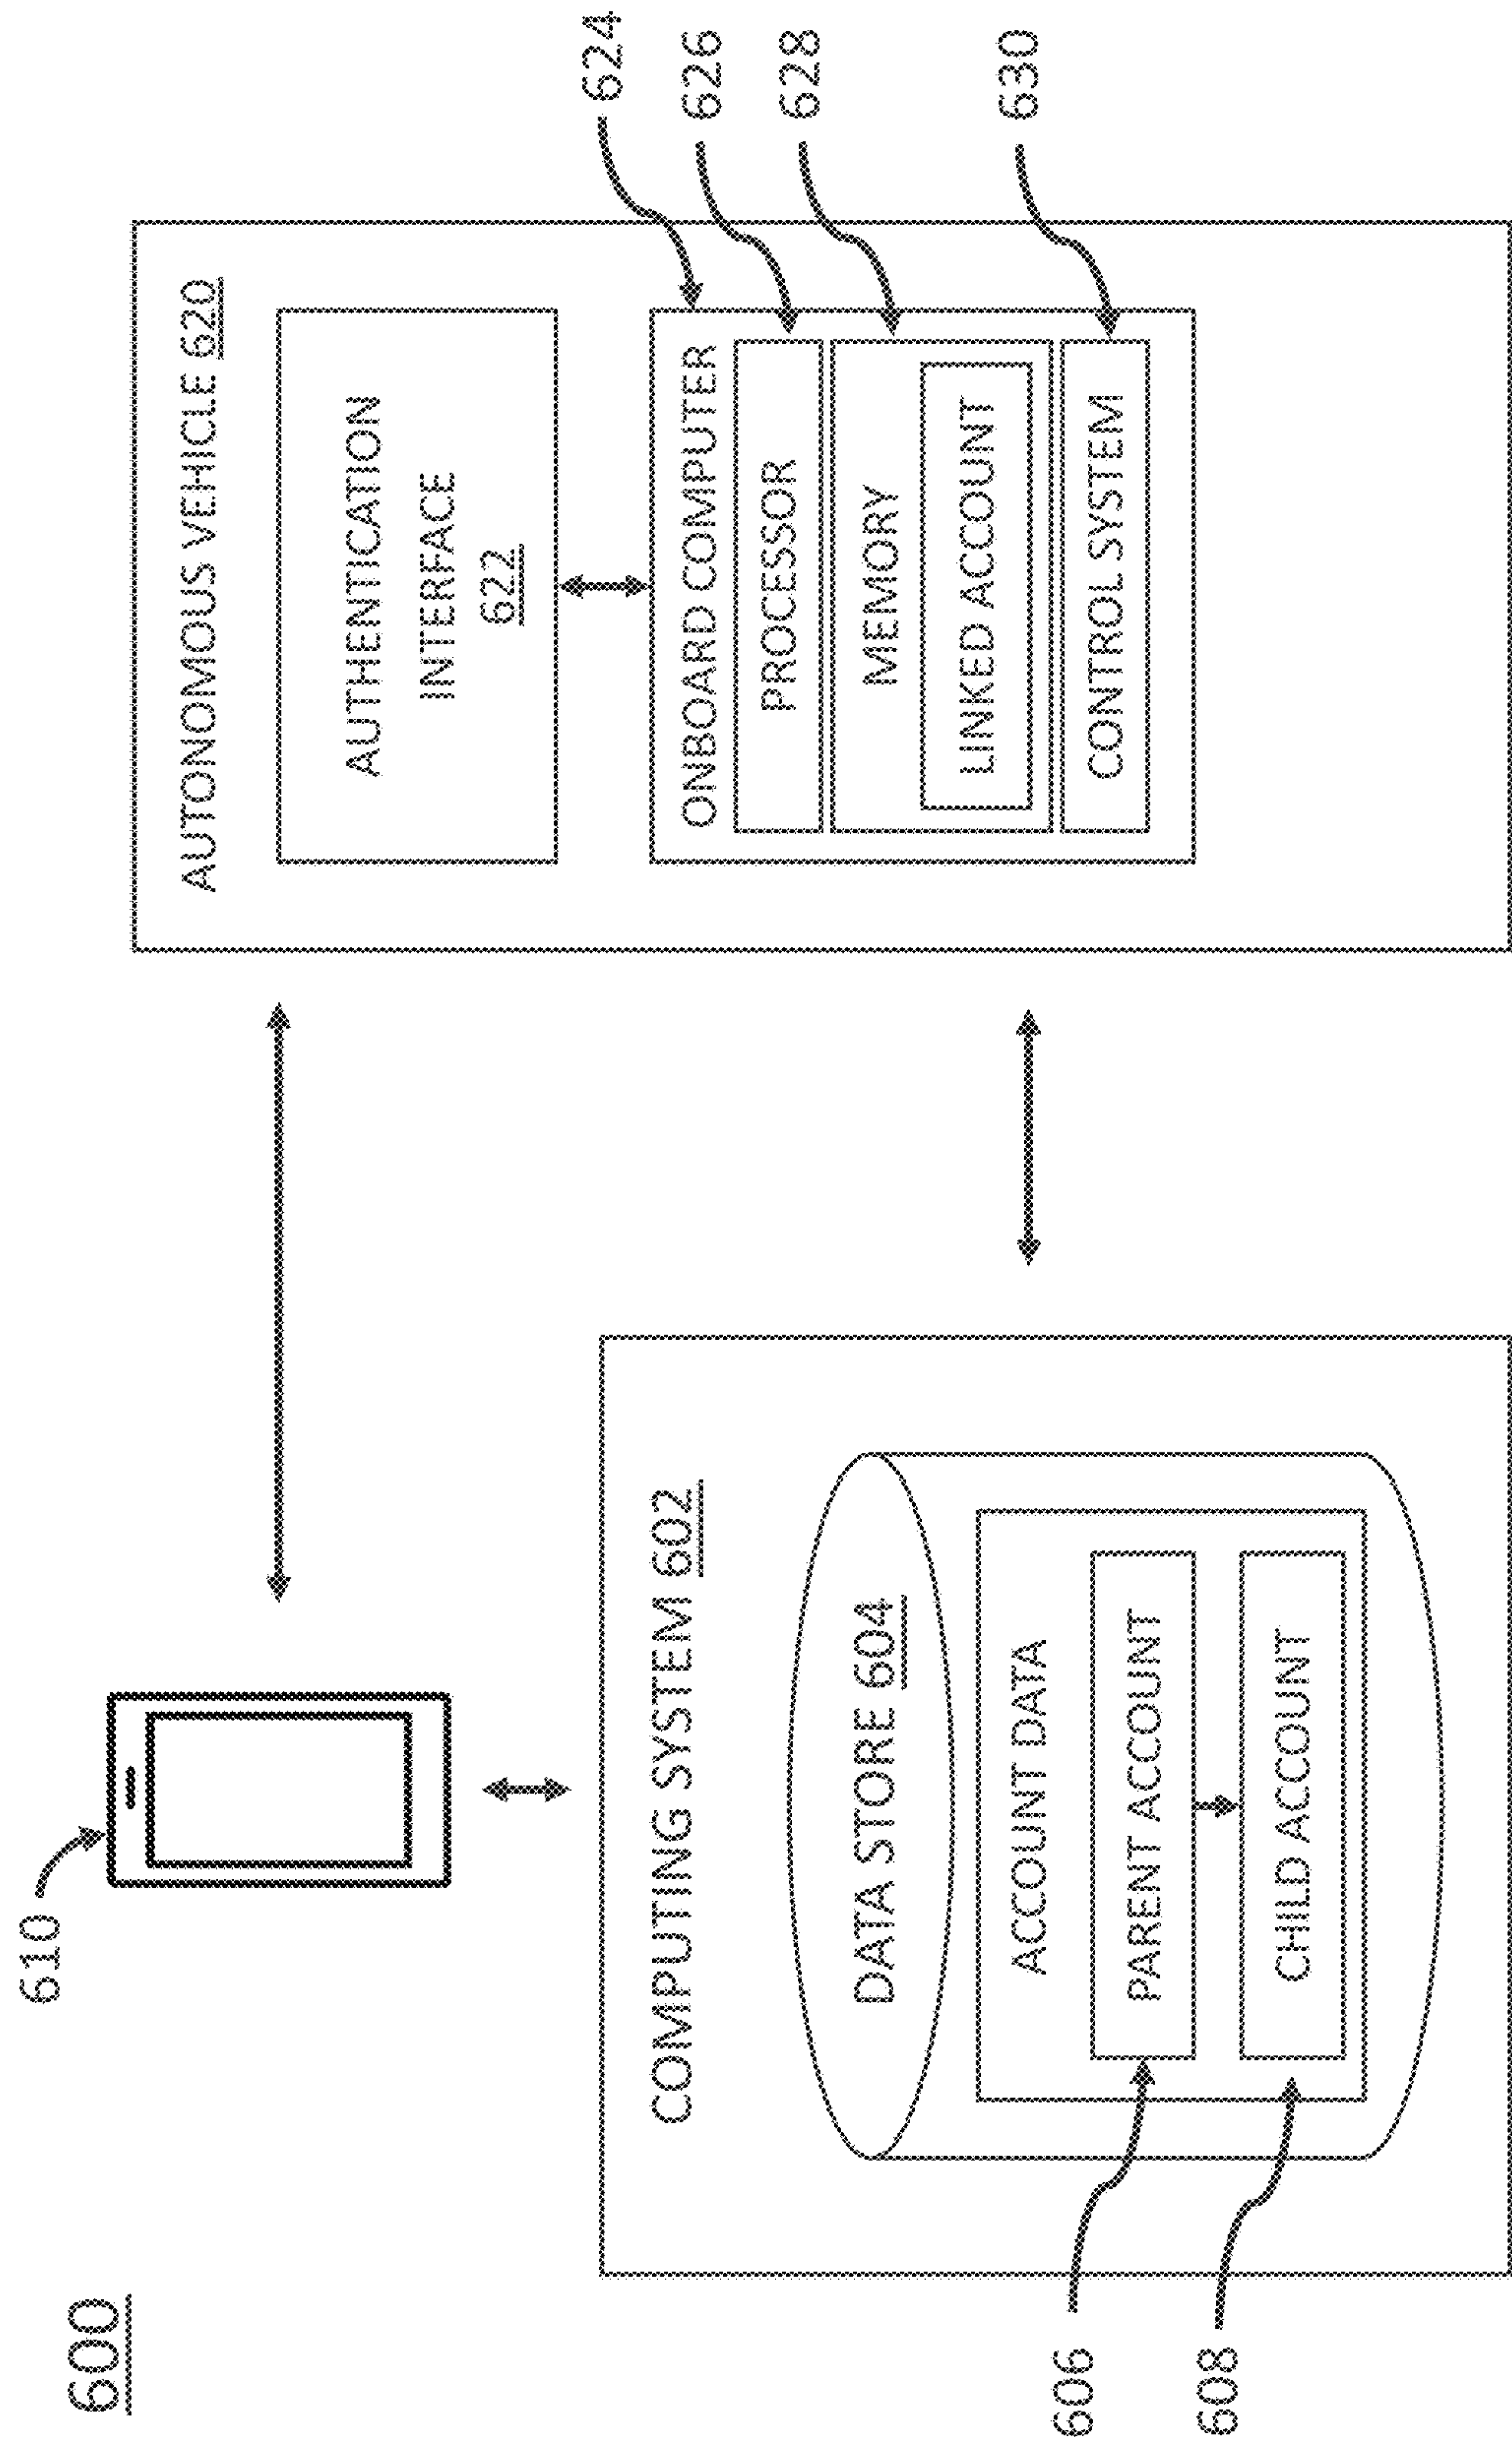 600
610
COMPUTING SYSTEM 602
DATA STORE 604
ACCOUNT DATA
PARENT ACCOUNT
CHILD ACCOUNT
606
608
AUTONOMOUS VEHICLE 620
AUTHENTICATION
INTERFACE
622
ONBOARD COMPUTER
PROCESSOR
MEMORY
LINKED ACCOUNT
CONTROL SYSTEM
624
626
628
630